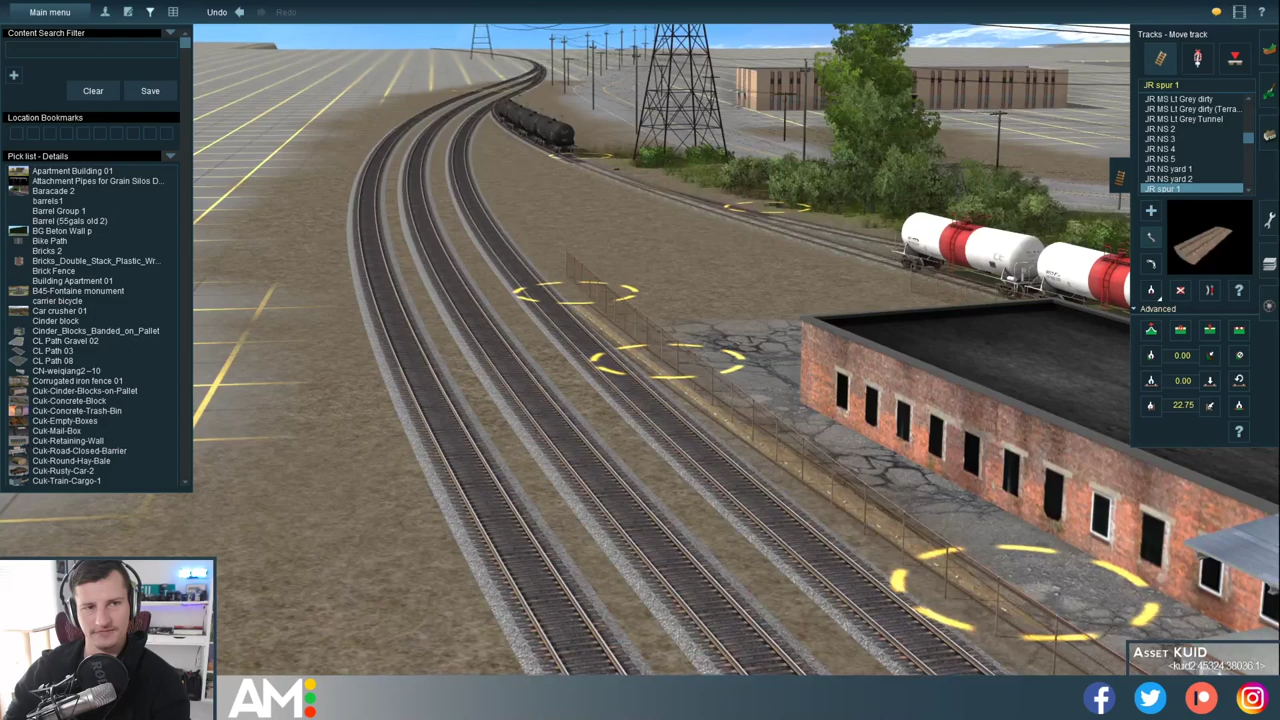 Main menu
Undo
Redo
Content Search Filter
Clear
Save
Location Bookmarks
Pick list - Details
Apartment Building 01
Attachment Pipes for Grain Silos D...
Baracade 2
barrels1
Barrel Group 1
Barrel (55gals old 2)
BG Beton Wall p
Bike Path
Bricks 2
Bricks_Double_Stack_Plastic_Wr...
Brick Fence
Building Apartment 01
B45-Fontaine monument
carrier bicycle
Car crusher 01
Cinder block
Cinder_Blocks_Banded_on_Pallet
CL Path Gravel 02
CL Path 03
CL Path 08
CN-weiqiang2~10
Corrugated iron fence 01
Cuk-Cinder-Blocks-on-Pallet
Cuk-Concrete-Block
Cuk-Concrete-Trash-Bin
Cuk-Empty-Boxes
Cuk-Mail-Box
Cuk-Retaining-Wall
Cuk-Road-Closed-Barrier
Cuk-Round-Hay-Bale
Cuk-Rusty-Car-2
Cuk-Train-Cargo-1
Tracks - Move track
JR spur 1
JR MS Lt Grey dirty
JR MS Lt Grey dirty (Terra...
JR MS Lt Grey Tunnel
JR NS 2
JR NS 3
JR NS 4
JR NS 5
JR NS yard 1
JR NS yard 2
JR spur 1
Advanced
0.00
0.00
22.75
ASSET KUID
<kuid2:45324:38036:1>
AM